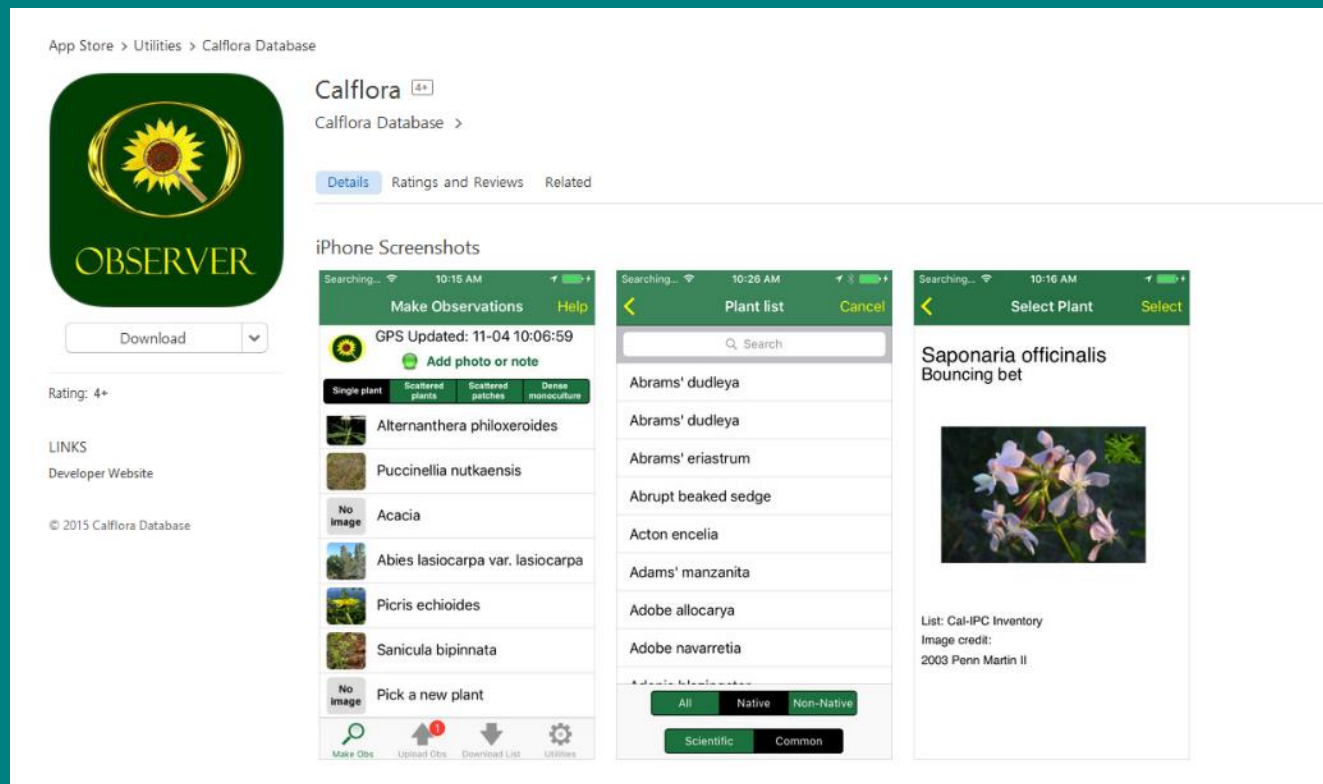 App Store > Utilities > Calflora Database
OBSERVER
Download
Rating: 4+
LINKS
Developer Website
© 2015 Calflora Database
Calflora 4+
Calflora Database >
Details Ratings and Reviews Related
iPhone Screenshots
Searching... 10:15 AM
Make Observations Help
GPS Updated: 11-04 10:06:59
Add photo or note
Single plant Scattered plants Scattered patches Dense monoculture
Alternanthera philoxeroides
Puccinellia nutkaensis
No image Acacia
Abies lasiocarpa var. lasiocarpa
Picris echioides
Sanicula bipinnata
No image Pick a new plant
1
Make Obs Upload Obs Download List Utilities
Searching... 10:26 AM
Plant list Cancel
Search
Abrams' dudleya
Abrams' dudleya
Abrams' eriastrum
Abrupt beaked sedge
Acton encelia
Adams' manzanita
Adobe allocarya
Adobe navarretia
All Native Non-Native
Scientific Common
Searching... 10:16 AM
Select Plant Select
Saponaria officinalis
Bouncing bet
List: Cal-IPC Inventory
Image credit:
2003 Penn Martin II